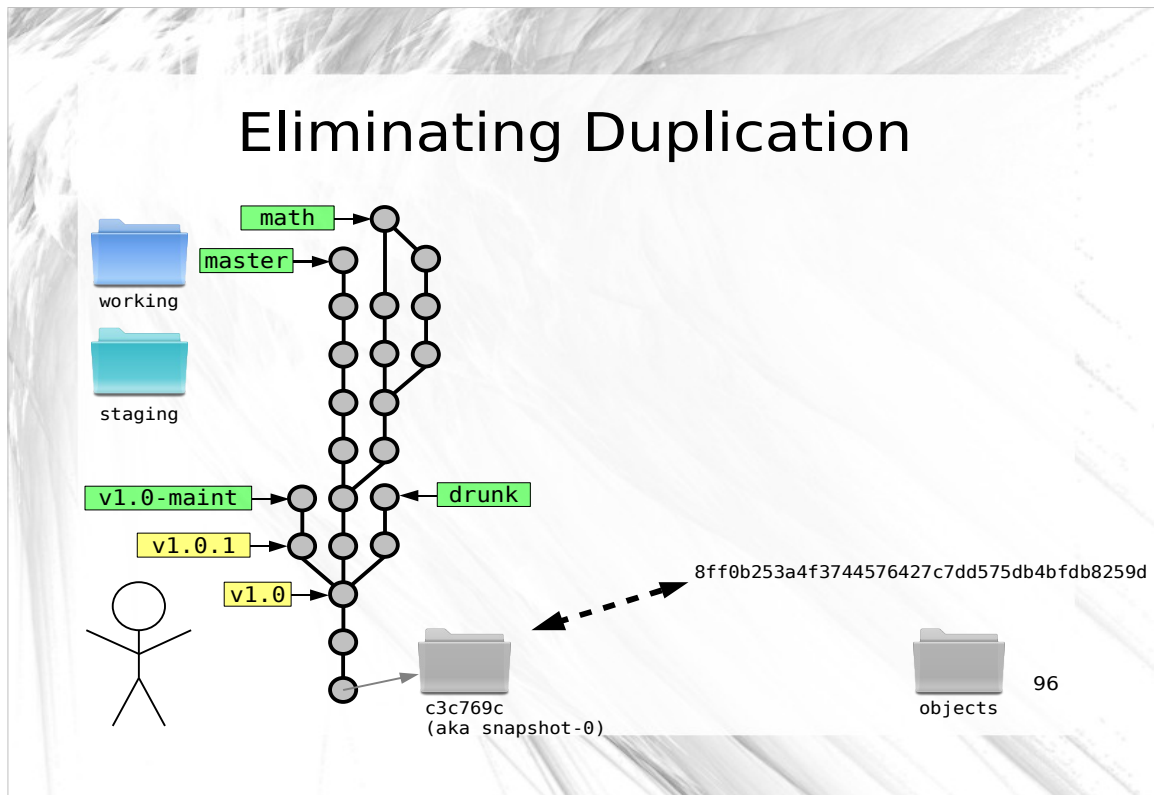 Eliminating Duplication
math
master
working
staging
v1.0-maint
drunk
v1.0.1
8ff0b253a4f3744576427c7dd575db4bfdb8259d
v1.0
96
c3c769c
(aka snapshot-0)
objects